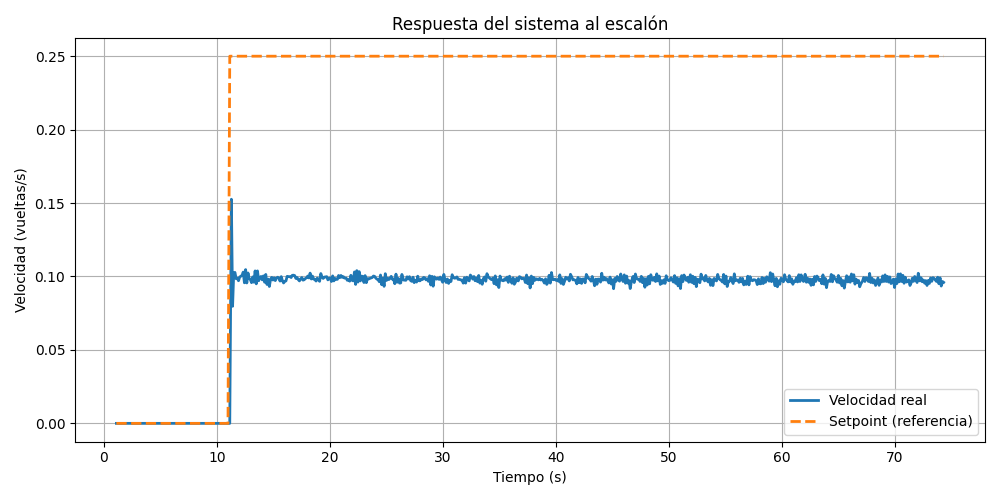 Respuesta del sistema al escalón
Velocidad (vueltas/s)
0.25
0.20
0.15
0.10
0.05
0.00
0 10 20 30 40 50 60 70
Tiempo (s)
Velocidad real
Setpoint (referencia)